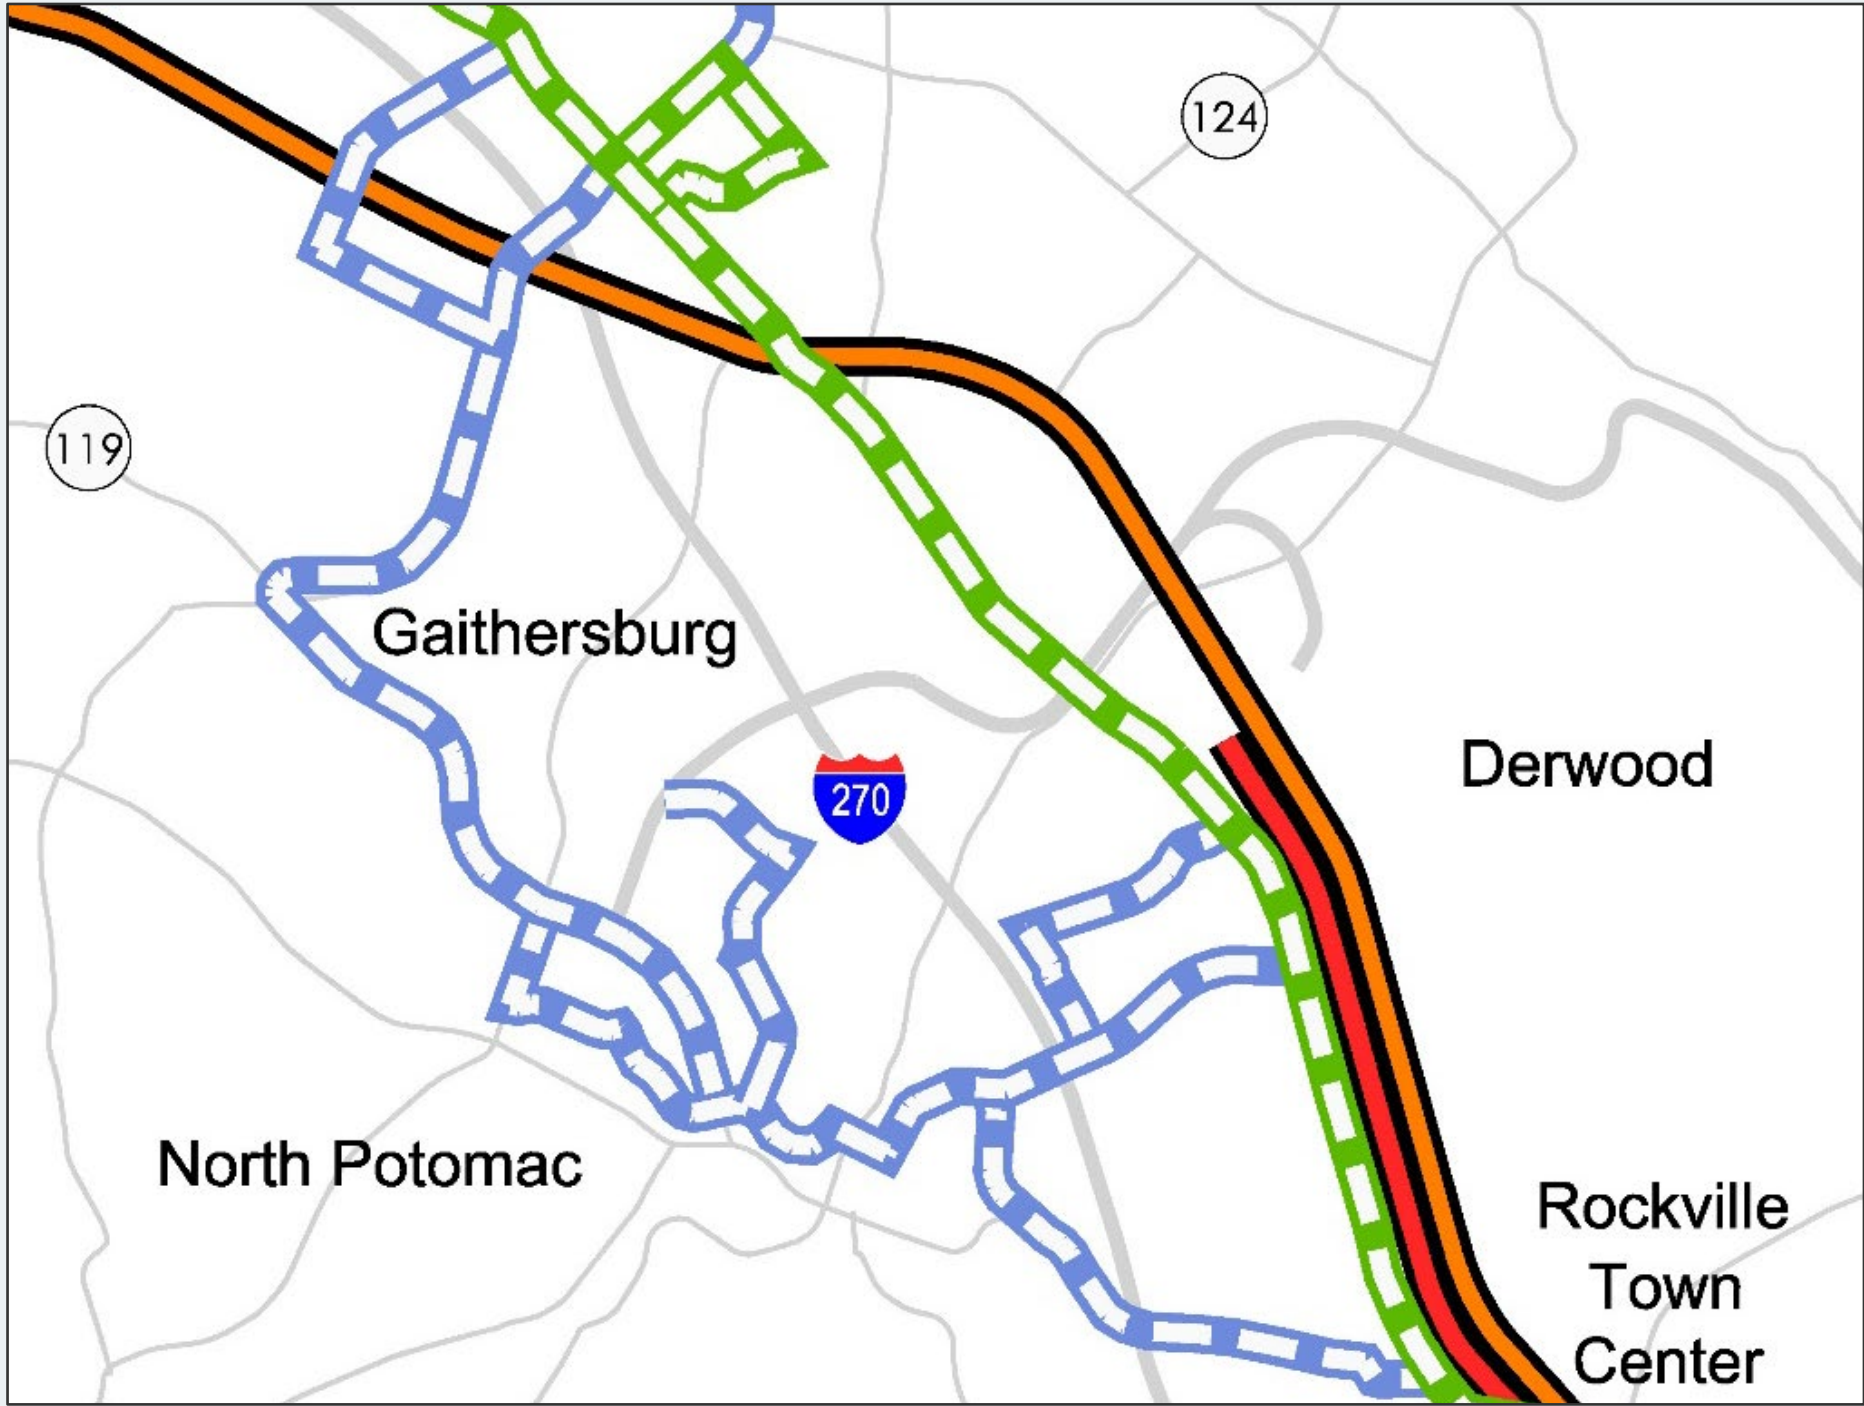 124
119
Gaithersburg
270
Derwood
North Potomac
Rockville
Town
Center